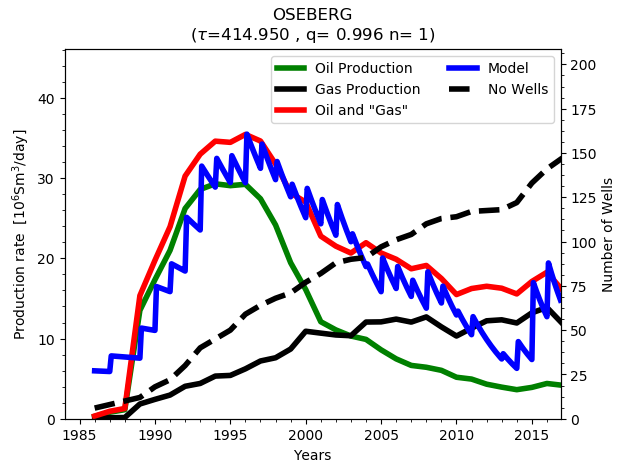 OSEBERG
(τ=414.950 , q= 0.996 n= 1)
Oil Production
Gas Production
Oil and "Gas"
Model
No Wells
Production rate [10⁶Sm³/day]
40
30
20
10
0
200
175
150
125
100
75
50
25
0
Number of Wells
1985 1990 1995 2000 2005 2010 2015
Years